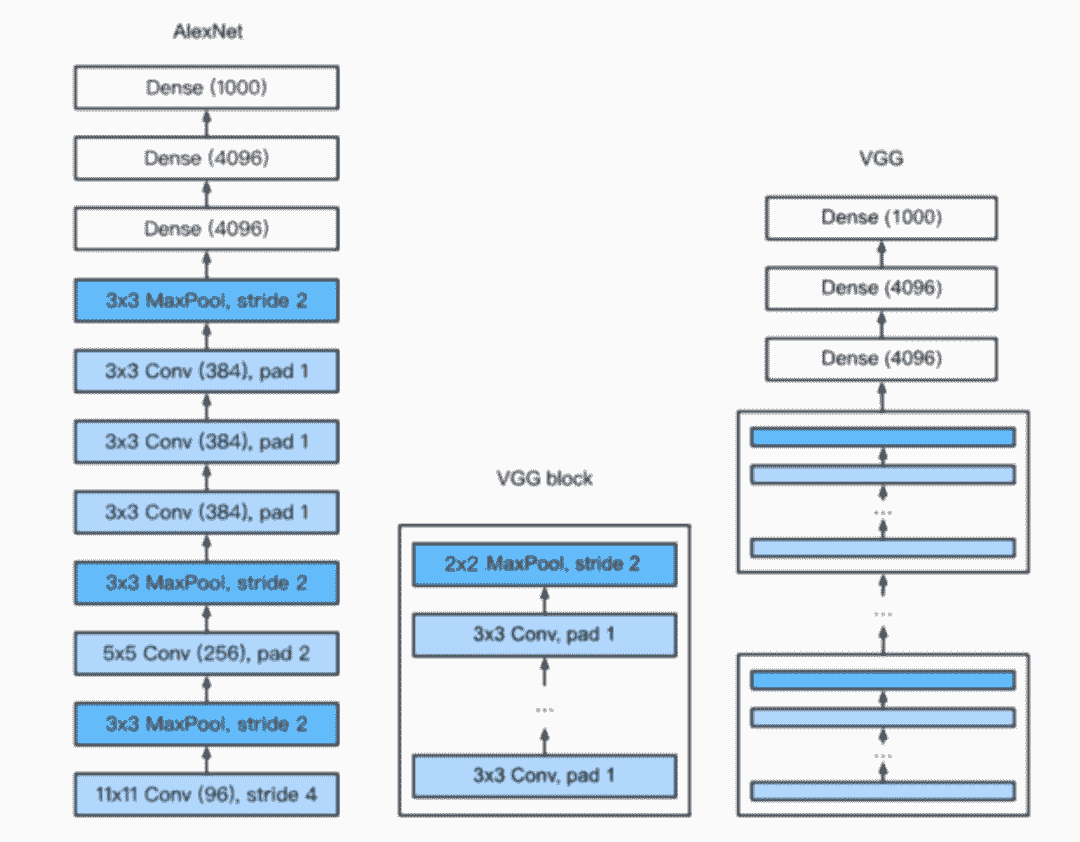 AlexNet
Dense (1000)
Dense (4096)
Dense (4096)
3x3 MaxPool, stride 2
3x3 Conv (384), pad 1
3x3 Conv (384), pad 1
3x3 Conv (384), pad 1
3x3 MaxPool, stride 2
5x5 Conv (256), pad 2
3x3 MaxPool, stride 2
11x11 Conv (96), stride 4
VGG block
2x2 MaxPool, stride 2
3x3 Conv, pad 1
...
3x3 Conv, pad 1
VGG
Dense (1000)
Dense (4096)
Dense (4096)
...
...
...